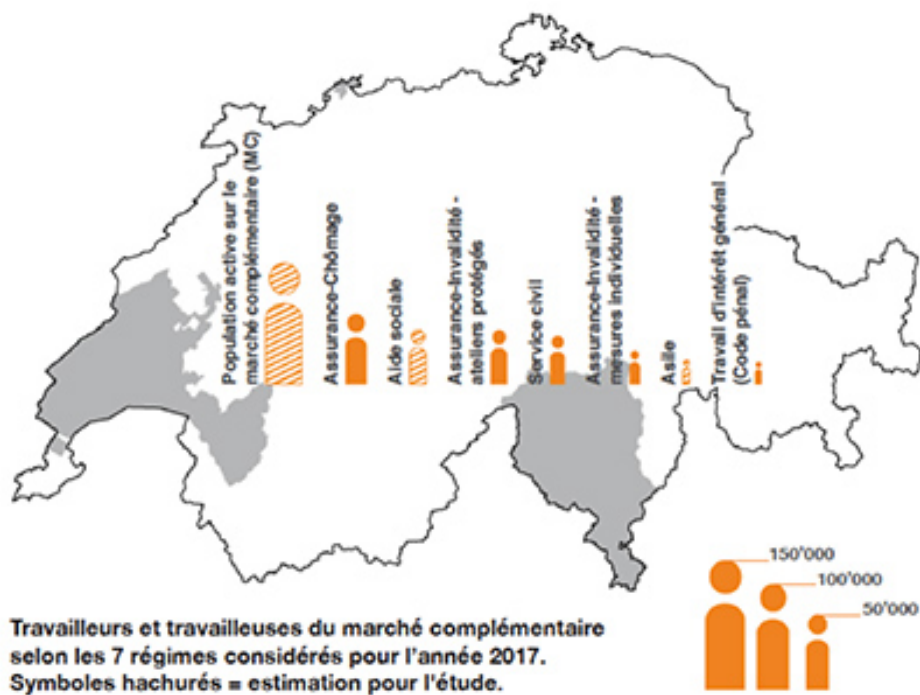 Population active sur le
marché complémentaire (MC)
Assurance-Chômage
Aide sociale
Assurance-Invalidité -
ateliers protégés
Service civil
Assurance-Invalidité -
mesures individuelles
Asile
Travail d'intérêt général
(Code pénal)
150'000
100'000
50'000
Travailleurs et travailleuses du marché complémentaire
selon les 7 régimes considérés pour l'année 2017.
Symboles hachurés = estimation pour l'étude.